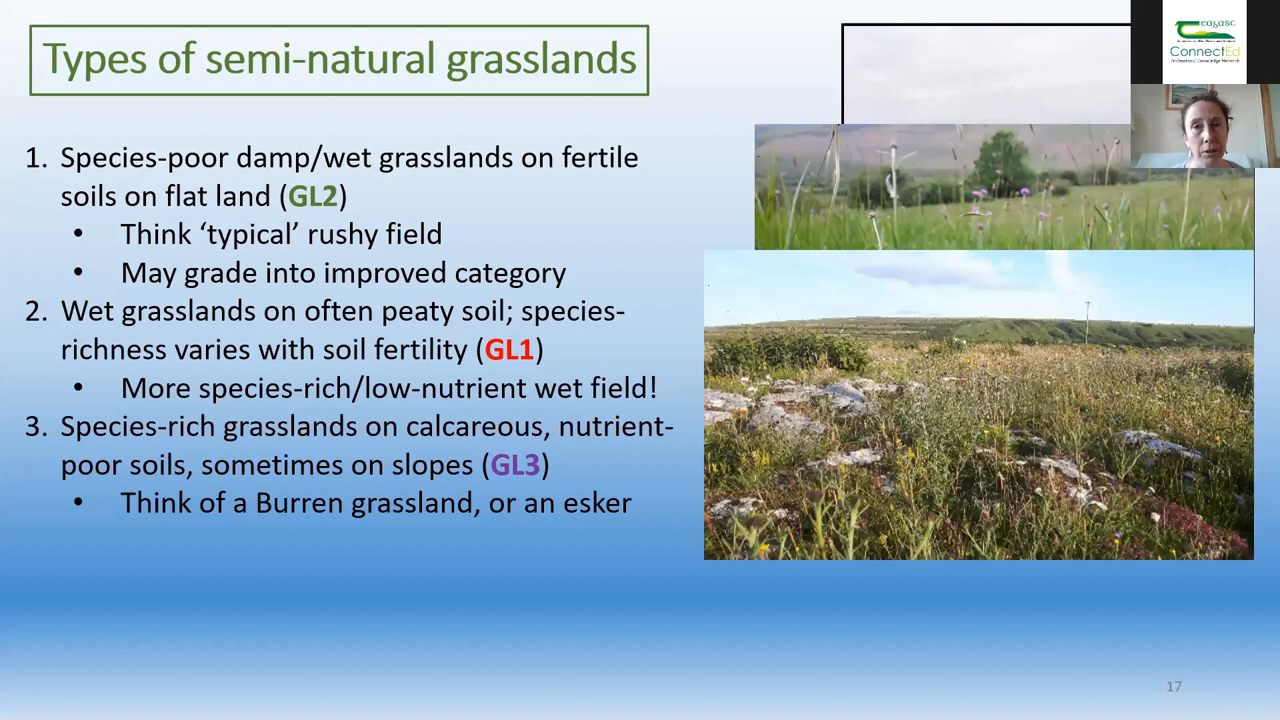 Types of semi-natural grasslands
eagasc
ConnectEd
1. Species-poor damp/wet grasslands on fertile
soils on flat land (GL2)
• Think ‘typical’ rushy field
• May grade into improved category
2. Wet grasslands on often peaty soil; species-
richness varies with soil fertility (GL1)
• More species-rich/low-nutrient wet field!
3. Species-rich grasslands on calcareous, nutrient-
poor soils, sometimes on slopes (GL3)
• Think of a Burren grassland, or an esker
17